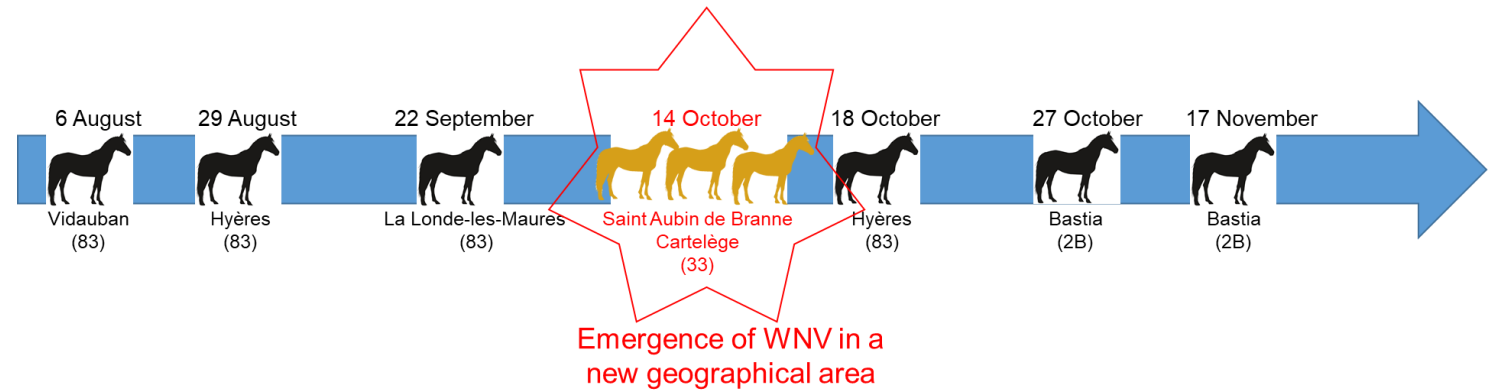 6 August
29 August
22 September
14 October
18 October
27 October
17 November
Vidauban
(83)
Hyères
(83)
La Londe-les-Maures
(83)
Saint Aubin de Branne
Cartelège
(33)
Hyères
(83)
Bastia
(2B)
Bastia
(2B)
Emergence of WNV in a
new geographical area